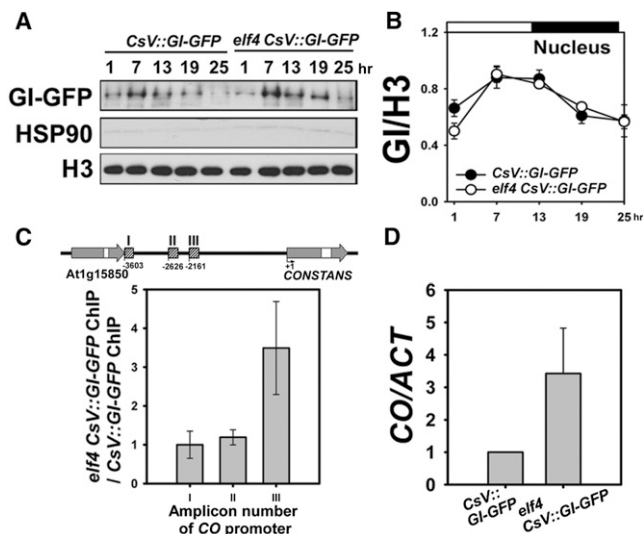 A
CsV::GI-GFP elf4 CsV::GI-GFP
1 7 13 19 25 1 7 13 19 25 hr
GI-GFP
HSP90
H3
B
Nucleus
GI/H3
1.2
0.8
0.4
0.0
CsV::GI-GFP
elf4 CsV::GI-GFP
1 7 13 19 25 hr
C
I II III
-3603 -2626 -2161 +1
At1g15850 CONSTANS
elf4 CsV::GI-GFP ChIP
/ CsV::GI-GFP ChIP
5
4
3
2
1
0
I II III
Amplicon number
of CO promoter
D
CO/ACT
6
5
4
3
2
1
0
CsV::
GI-GFP
elf4
CsV::GI-GFP